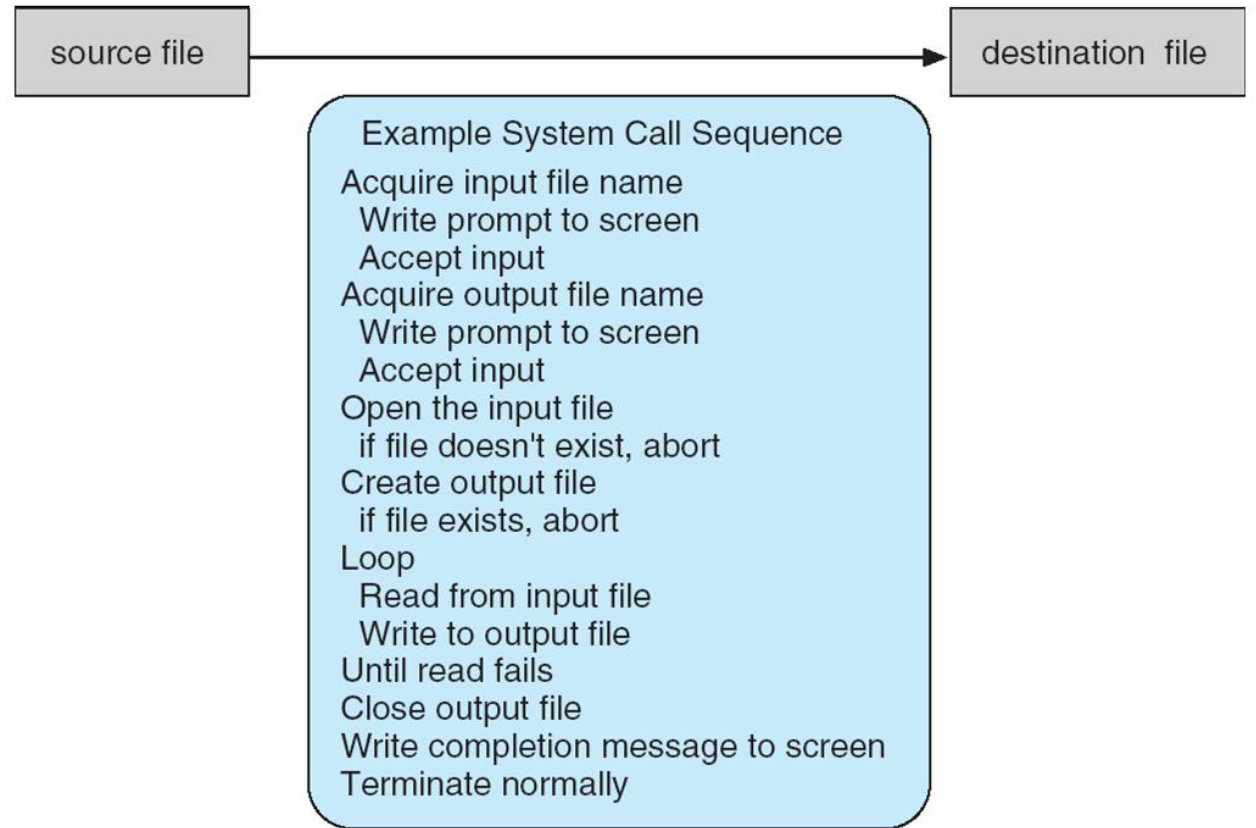 source file
destination file
Example System Call Sequence
Acquire input file name
Write prompt to screen
Accept input
Acquire output file name
Write prompt to screen
Accept input
Open the input file
if file doesn't exist, abort
Create output file
if file exists, abort
Loop
Read from input file
Write to output file
Until read fails
Close output file
Write completion message to screen
Terminate normally